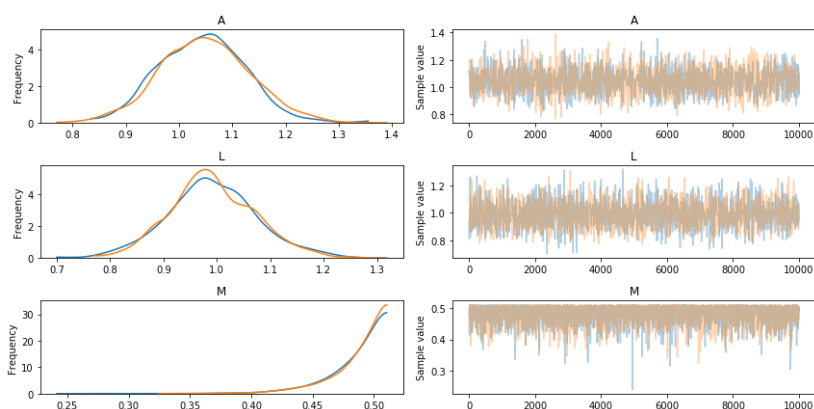 A
Frequency
4
2
0
0.8 0.9 1.0 1.1 1.2 1.3 1.4
A
Sample value
1.4
1.2
1.0
0.8
0 2000 4000 6000 8000 10000
L
Frequency
4
2
0
0.7 0.8 0.9 1.0 1.1 1.2 1.3
L
Sample value
1.2
1.0
0.8
0 2000 4000 6000 8000 10000
M
Frequency
30
20
10
0
0.25 0.30 0.35 0.40 0.45 0.50
M
Sample value
0.5
0.4
0.3
0 2000 4000 6000 8000 10000